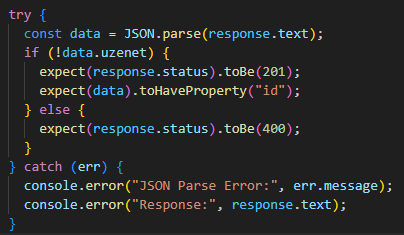 try {
  const data = JSON.parse(response.text);
  if (!data.uzenet) {
    expect(response.status).toBe(201);
    expect(data).toHaveProperty("id");
  } else {
    expect(response.status).toBe(400);
  }
} catch (err) {
  console.error("JSON Parse Error:", err.message);
  console.error("Response:", response.text);
}